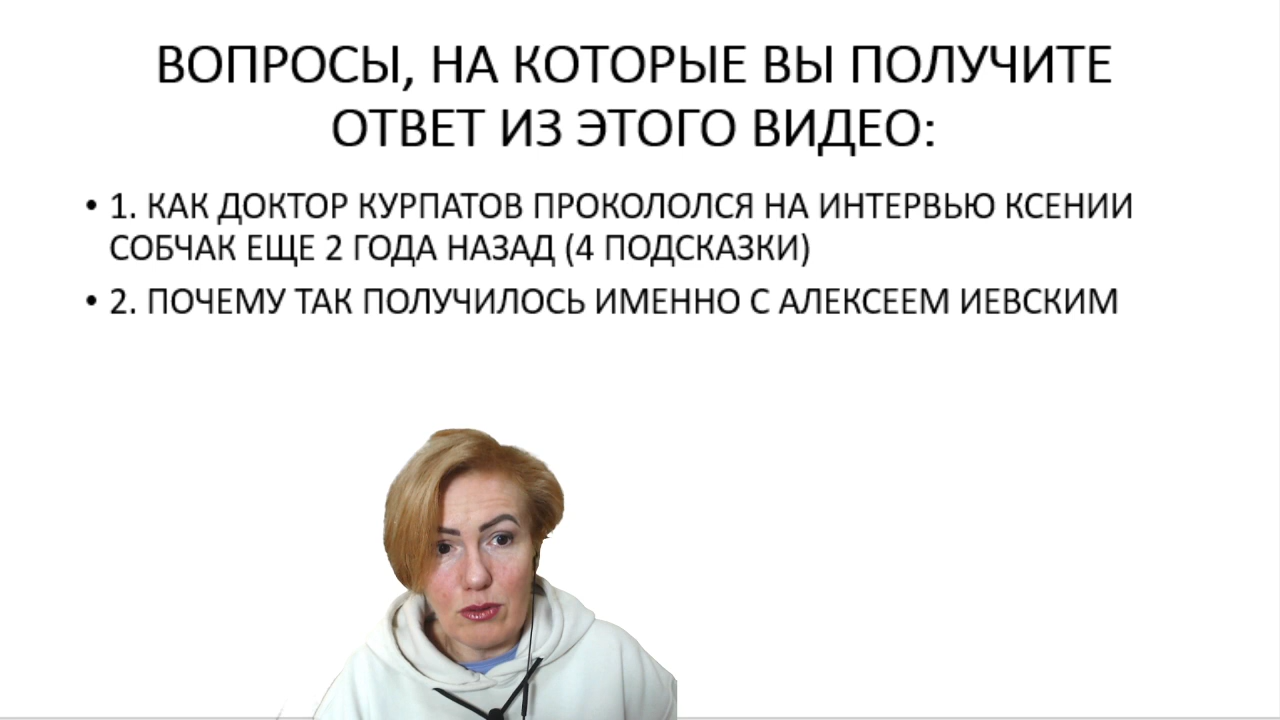 ВОПРОСЫ, НА КОТОРЫЕ ВЫ ПОЛУЧИТЕ
ОТВЕТ ИЗ ЭТОГО ВИДЕО:
• 1. КАК ДОКТОР КУРПАТОВ ПРОКОЛОЛСЯ НА ИНТЕРВЬЮ КСЕНИИ
СОБЧАК ЕЩЕ 2 ГОДА НАЗАД (4 ПОДСКАЗКИ)
• 2. ПОЧЕМУ ТАК ПОЛУЧИЛОСЬ ИМЕННО С АЛЕКСЕЕМ ИЕВСКИМ